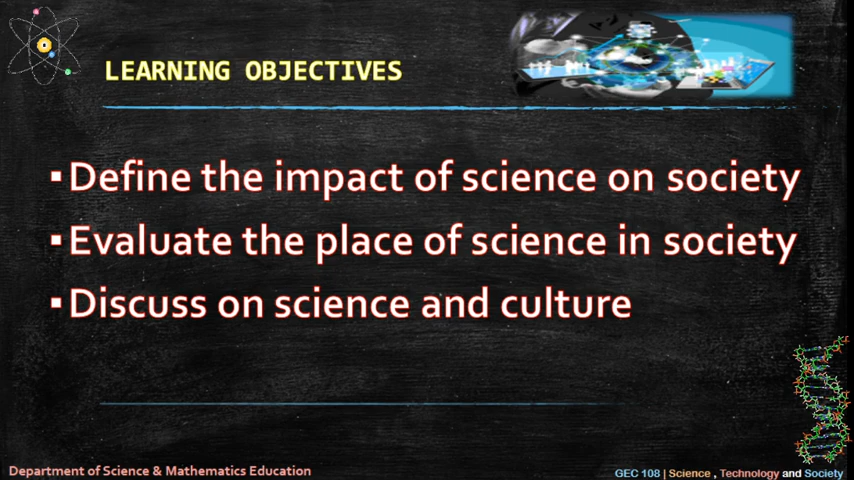 LEARNING OBJECTIVES
▪Define the impact of science on society
▪Evaluate the place of science in society
▪Discuss on science and culture
Department of Science & Mathematics Education
GEC 108 | Science , Technology and Society